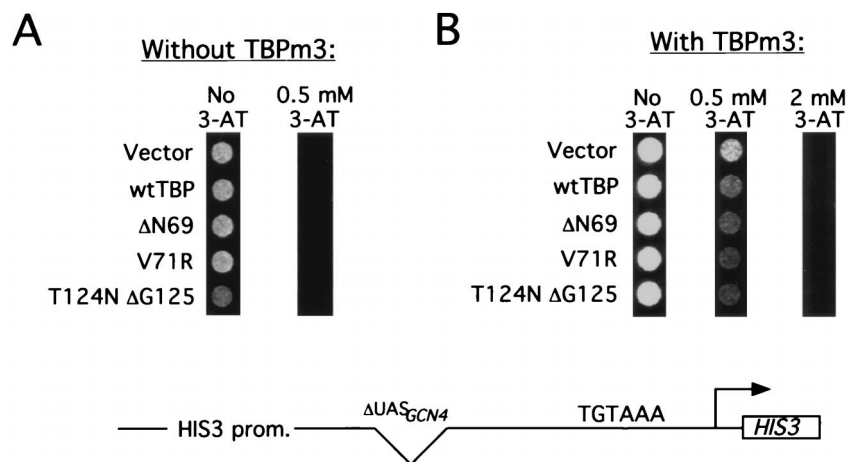 A
Without TBPm3:
No
3-AT
0.5 mM
3-AT
Vector
wtTBP
ΔN69
V71R
T124N ΔG125
B
With TBPm3:
No
3-AT
0.5 mM
3-AT
2 mM
3-AT
Vector
wtTBP
ΔN69
V71R
T124N ΔG125
HIS3 prom.
ΔUASGCN4
TGTAAA
HIS3